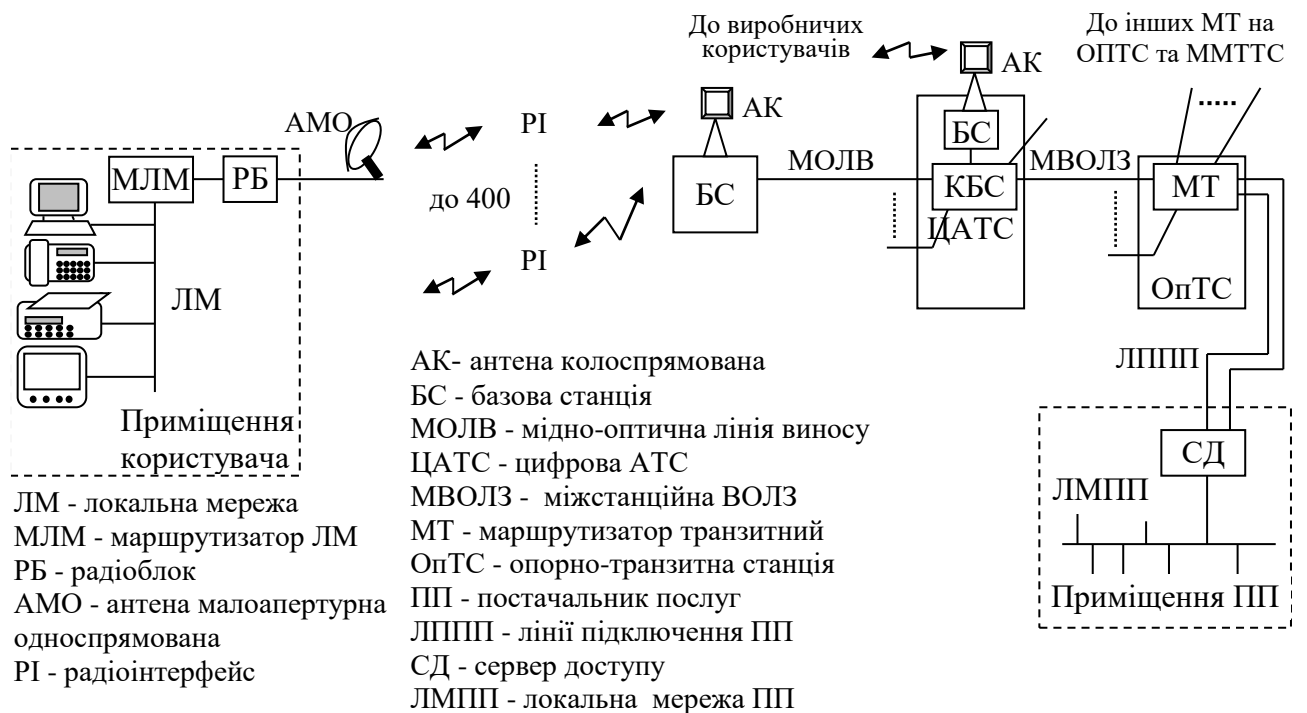 До виробничих
користувачів
До інших МТ на
ОПТС та ММТТС
АК
АМО
РІ
АК
БС
МОЛВ
МВОЛЗ
МЛМ
РБ
до 400
БС
КБС
МТ
ЦАТС
РІ
ЛМ
ОпТС
ЛППП
Приміщення
користувача
СД
ЛМПП
Приміщення ПП
ЛМ - локальна мережа
МЛМ - маршрутизатор ЛМ
РБ - радіоблок
АМО - антена малоапертурна
односпрямована
РІ - радіоінтерфейс
АК- антена колоспрямована
БС - базова станція
МОЛВ - мідно-оптична лінія виносу
ЦАТС - цифрова АТС
МВОЛЗ - міжстанційна ВОЛЗ
МТ - маршрутизатор транзитний
ОпТС - опорно-транзитна станція
ПП - постачальник послуг
ЛППП - лінії підключення ПП
СД - сервер доступу
ЛМПП - локальна мережа ПП